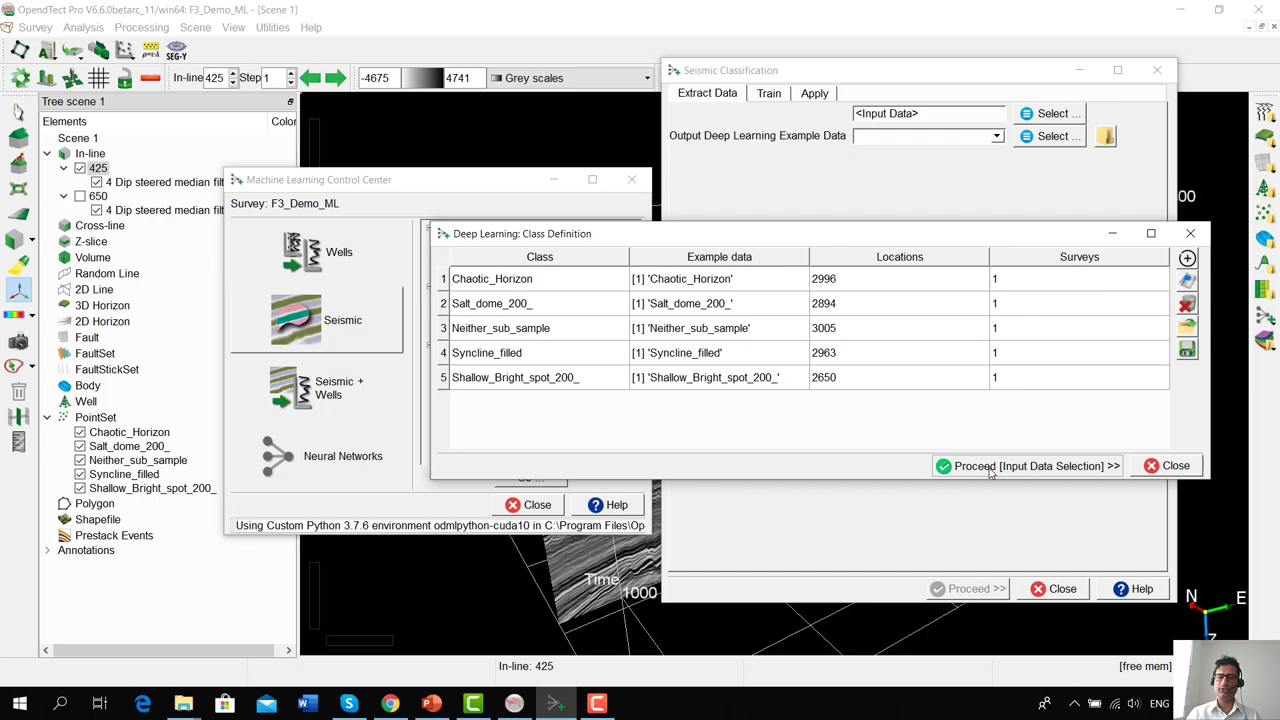 OpendTect Pro V6.6.0betarc_11/win64: F3_Demo_ML - [Scene 1]
Survey Analysis Processing Scene View Utilities Help
SEG-Y
In-line 425 Step 1 -4675 4741 Grey scales
Tree scene 1
Elements Color
Scene 1
In-line
425
4 Dip steered median filt
650
4 Dip steered median filt
Cross-line
Z-slice
Volume
Random Line
2D Line
3D Horizon
2D Horizon
Fault
FaultSet
FaultStickSet
Body
Well
PointSet
Chaotic_Horizon
Salt_dome_200_
Neither_sub_sample
Syncline_filled
Shallow_Bright_spot_200_
Polygon
Shapefile
Prestack Events
Annotations
Machine Learning Control Center
Survey: F3_Demo_ML
Wells
Seismic
Seismic +
Wells
Neural Networks
Close Help
Using Custom Python 3.7.6 environment odmlpython-cuda10 in C:\Program Files\Op
Seismic Classification
Extract Data Train Apply
<Input Data> Select ...
Output Deep Learning Example Data Select ...
Deep Learning: Class Definition
Class Example data Locations Surveys
1 Chaotic_Horizon [1] 'Chaotic_Horizon' 2996 1
2 Salt_dome_200_ [1] 'Salt_dome_200_' 2894 1
3 Neither_sub_sample [1] 'Neither_sub_sample' 3005 1
4 Syncline_filled [1] 'Syncline_filled' 2963 1
5 Shallow_Bright_spot_200_ [1] 'Shallow_Bright_spot_200_' 2650 1
Proceed [Input Data Selection] >> Close
Proceed >> Close Help
00
Time
1000
N E
Z
In-line: 425 [free mem]
ENG